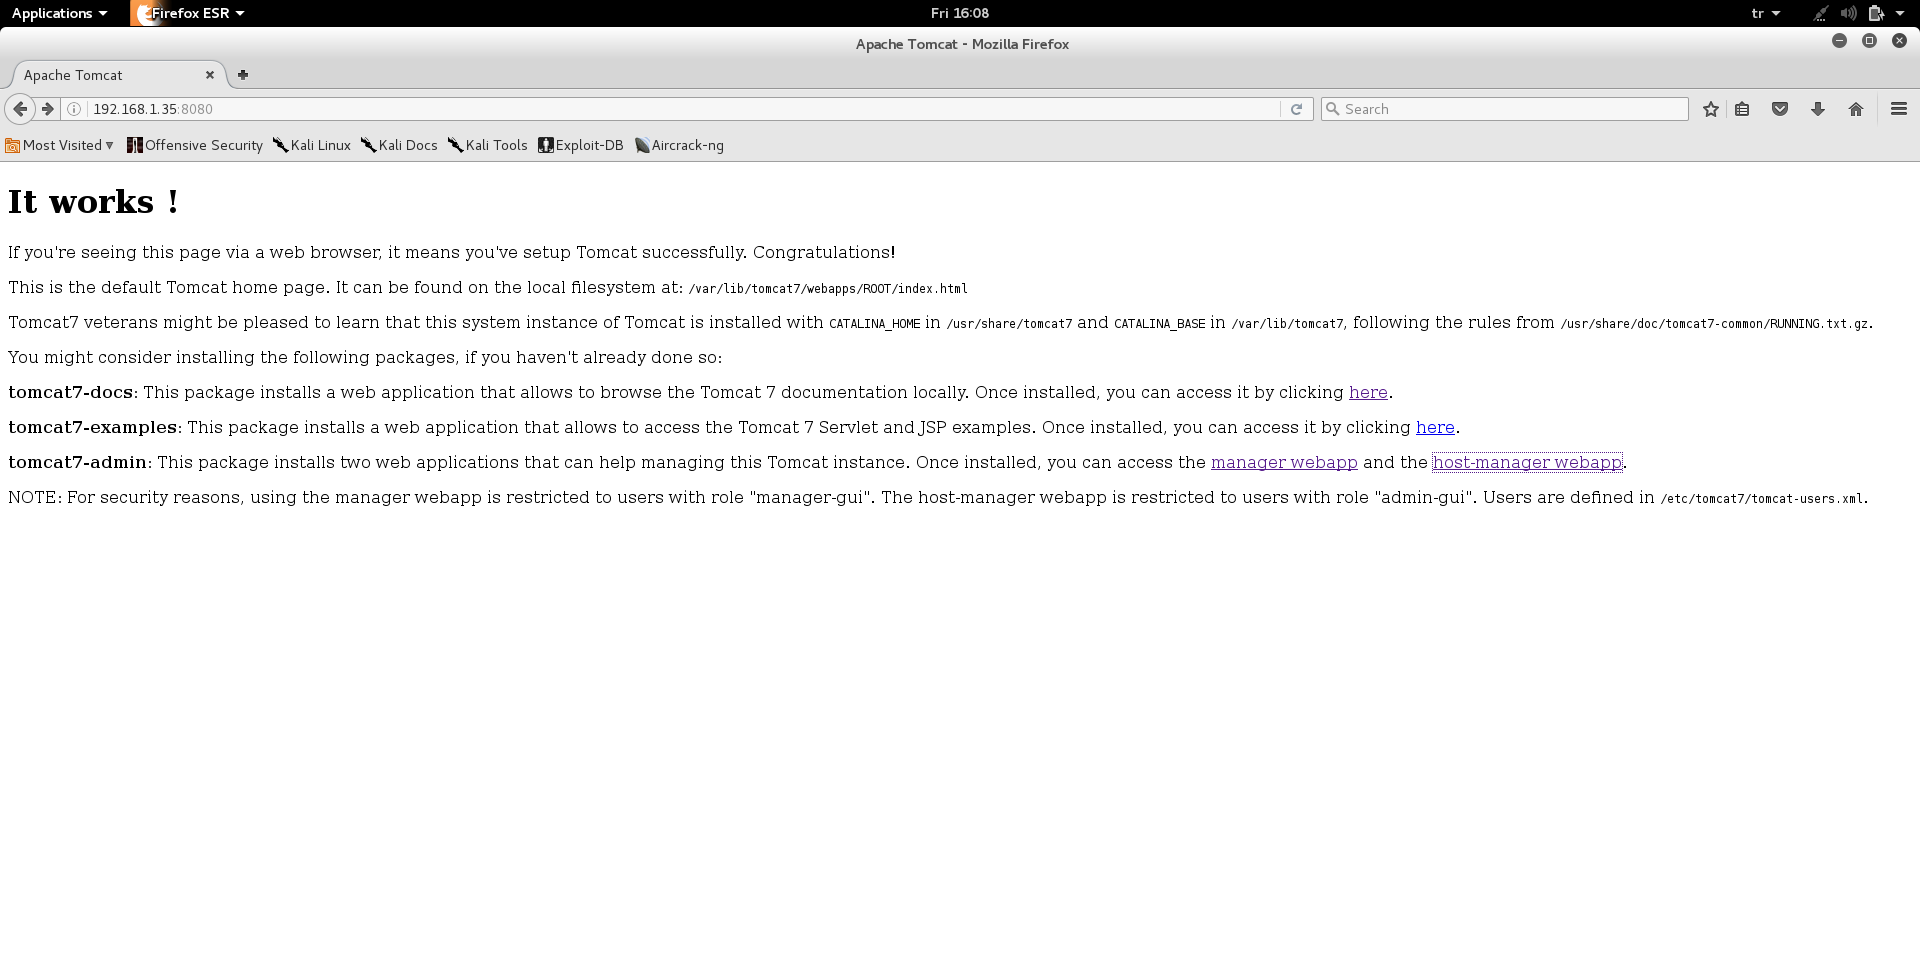 Applications Firefox ESR Fri 16:08 tr
Apache Tomcat - Mozilla Firefox
Apache Tomcat
192.168.1.35:8080 Search
Most Visited Offensive Security Kali Linux Kali Docs Kali Tools Exploit-DB Aircrack-ng
It works !
If you're seeing this page via a web browser, it means you've setup Tomcat successfully. Congratulations!
This is the default Tomcat home page. It can be found on the local filesystem at: /var/lib/tomcat7/webapps/ROOT/index.html
Tomcat7 veterans might be pleased to learn that this system instance of Tomcat is installed with CATALINA_HOME in /usr/share/tomcat7 and CATALINA_BASE in /var/lib/tomcat7, following the rules from /usr/share/doc/tomcat7-common/RUNNING.txt.gz.
You might consider installing the following packages, if you haven't already done so:
tomcat7-docs: This package installs a web application that allows to browse the Tomcat 7 documentation locally. Once installed, you can access it by clicking here.
tomcat7-examples: This package installs a web application that allows to access the Tomcat 7 Servlet and JSP examples. Once installed, you can access it by clicking here.
tomcat7-admin: This package installs two web applications that can help managing this Tomcat instance. Once installed, you can access the manager webapp and the host-manager webapp.
NOTE: For security reasons, using the manager webapp is restricted to users with role "manager-gui". The host-manager webapp is restricted to users with role "admin-gui". Users are defined in /etc/tomcat7/tomcat-users.xml.